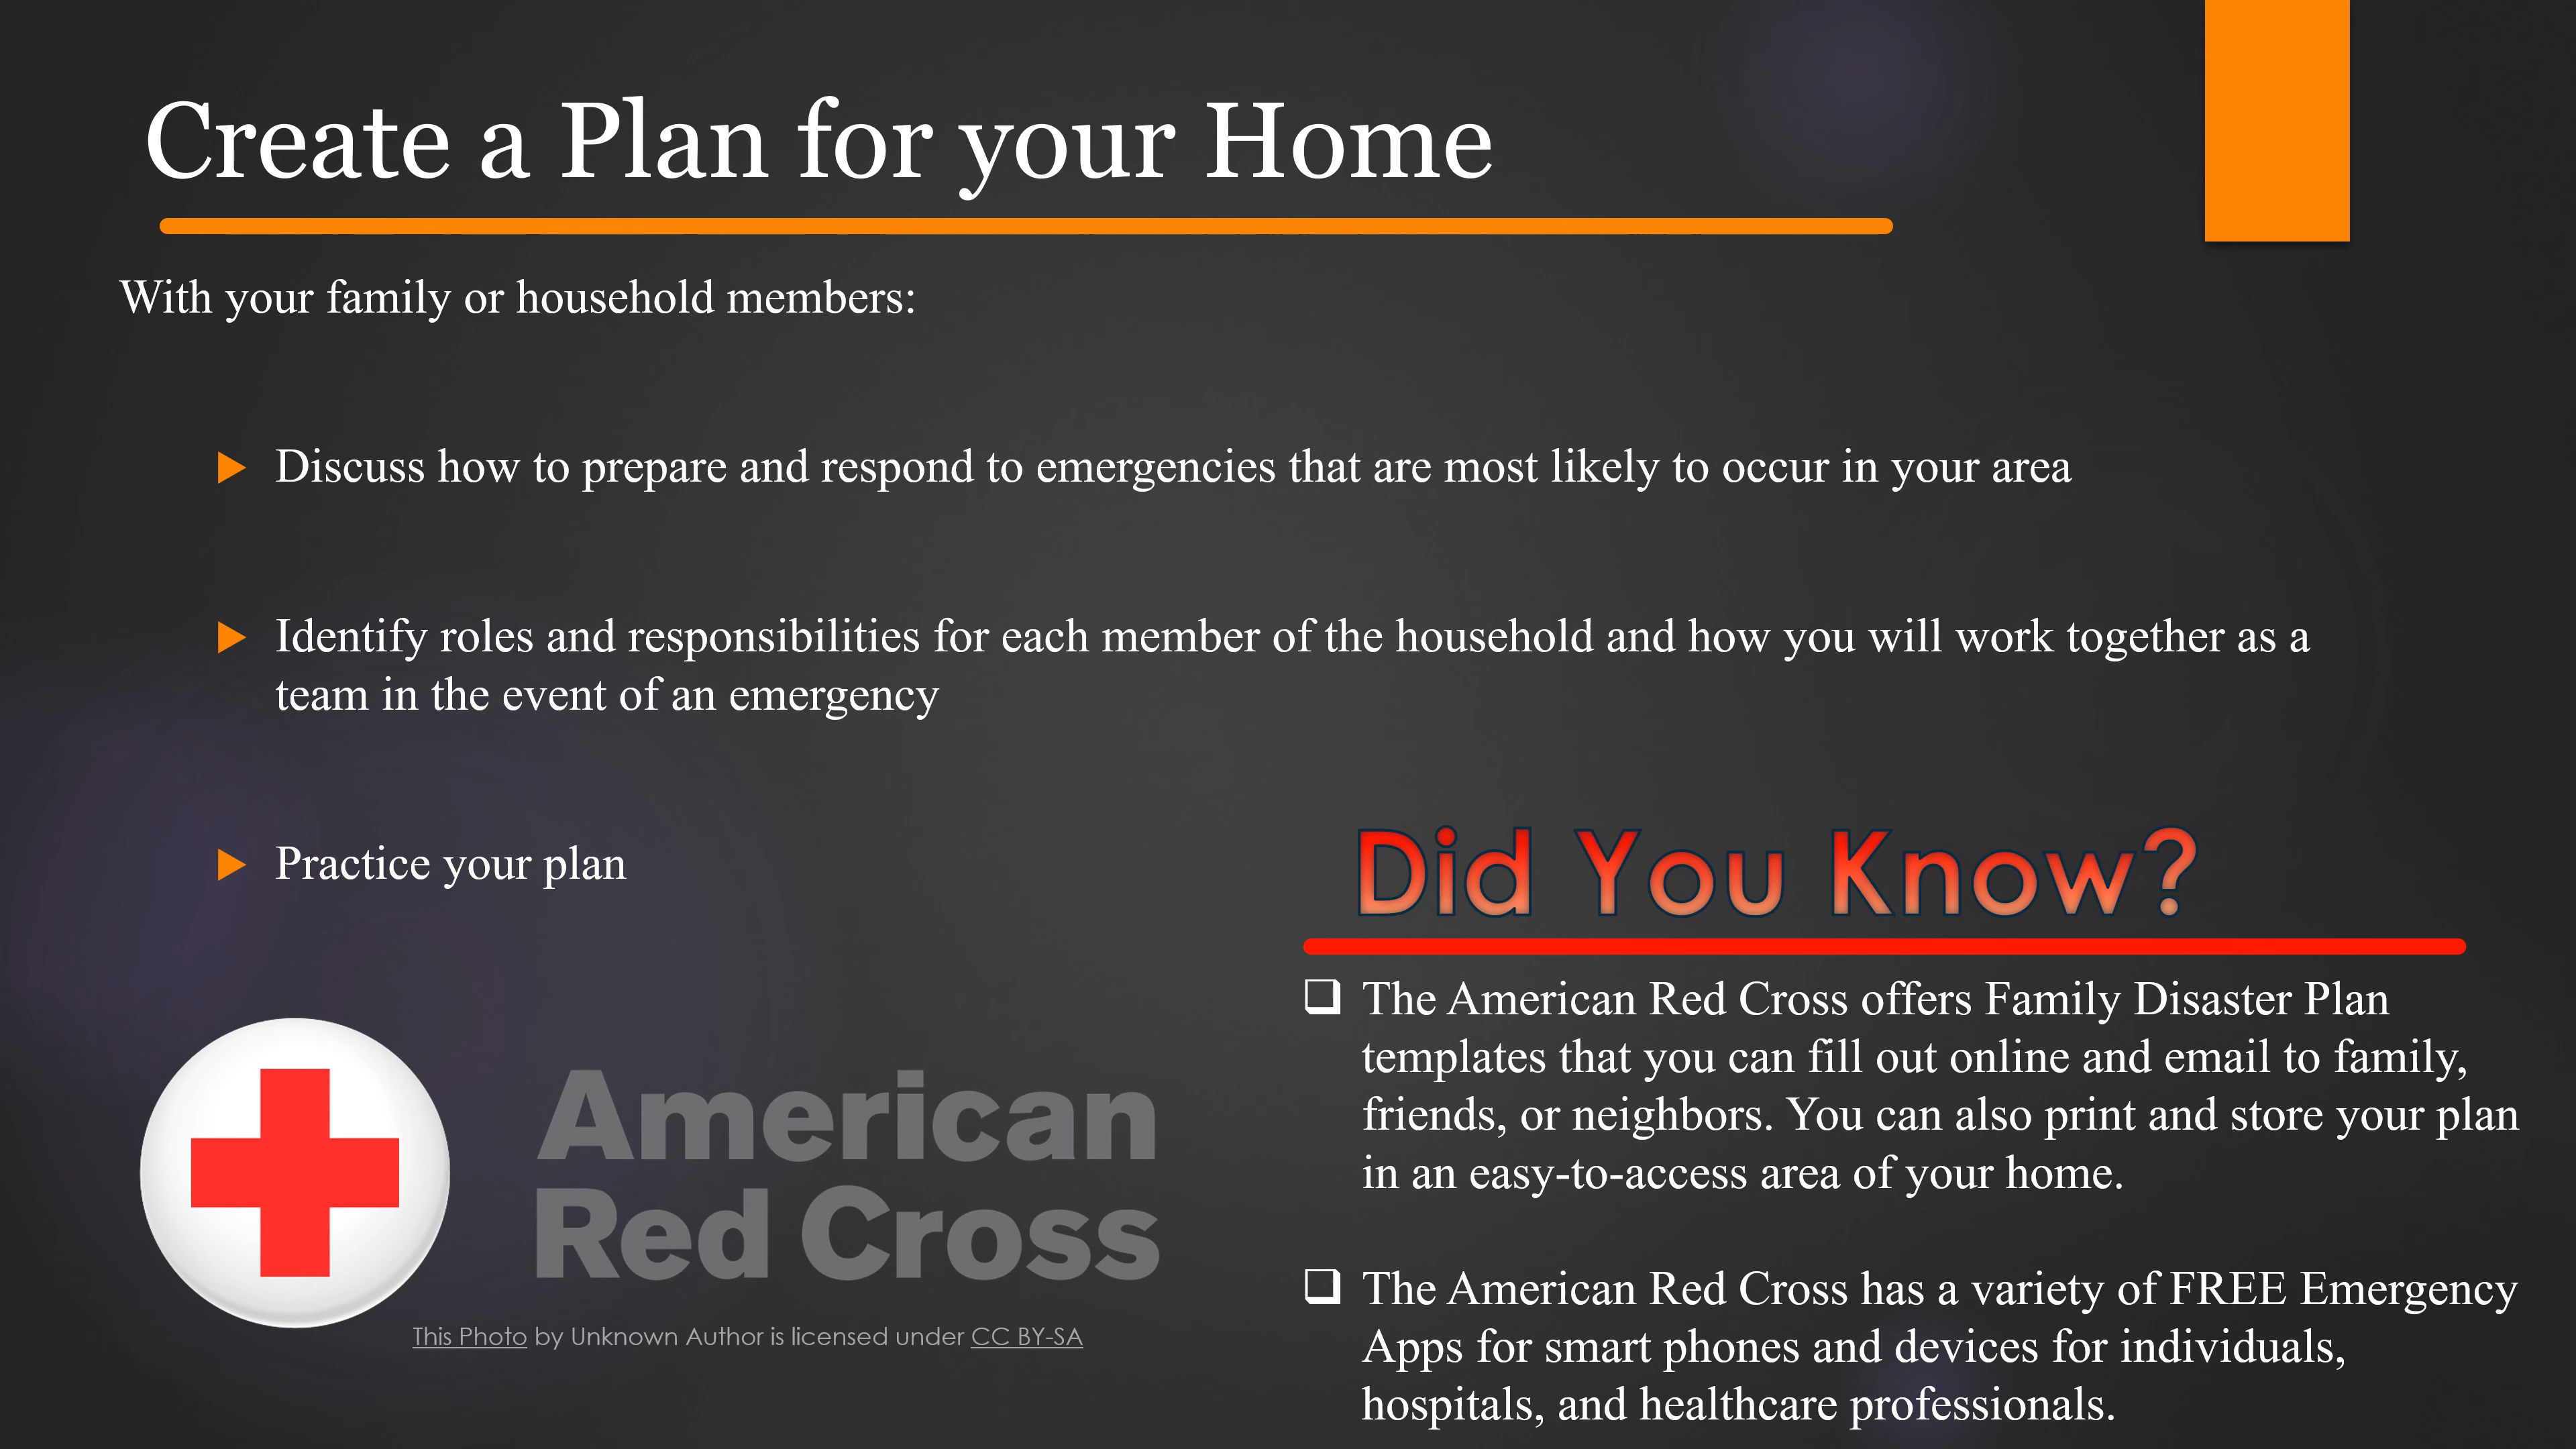 Create a Plan for your Home
With your family or household members:
Discuss how to prepare and respond to emergencies that are most likely to occur in your area
Identify roles and responsibilities for each member of the household and how you will work together as a
team in the event of an emergency
Practice your plan
Did You Know?
The American Red Cross offers Family Disaster Plan
templates that you can fill out online and email to family,
friends, or neighbors. You can also print and store your plan
in an easy-to-access area of your home.
The American Red Cross has a variety of FREE Emergency
Apps for smart phones and devices for individuals,
hospitals, and healthcare professionals.
American
Red Cross
This Photo by Unknown Author is licensed under CC BY-SA